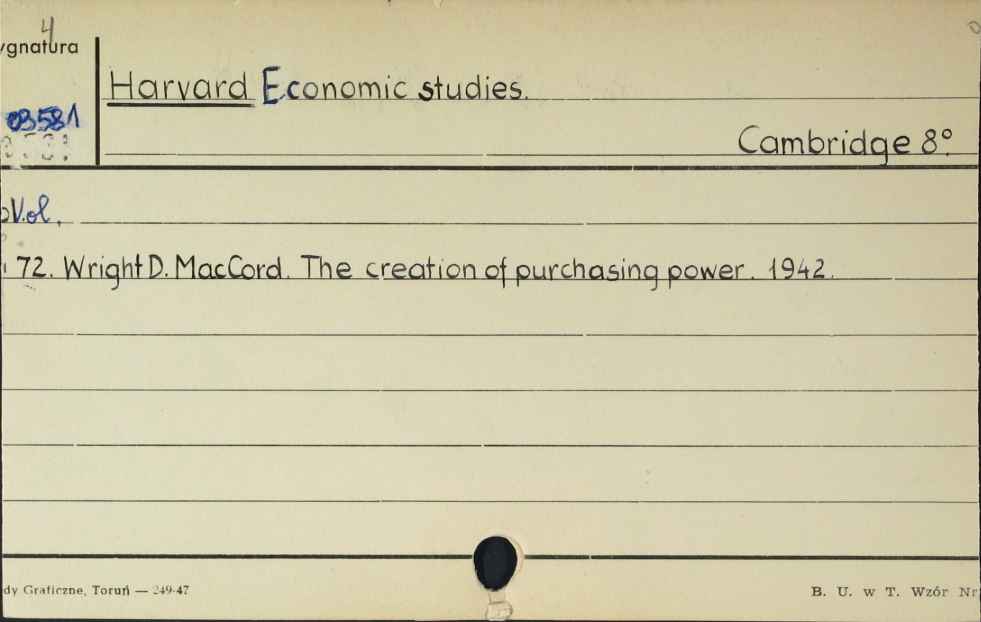 4
ygnatura
Harvard Economic studies.
03581
Cambridge 8°.
Vol.
72. Wright D. MacCord. The creation of purchasing power. 1942.
dy Graficzne, Toruń — 249-47
B. U. w T. Wzór Nr